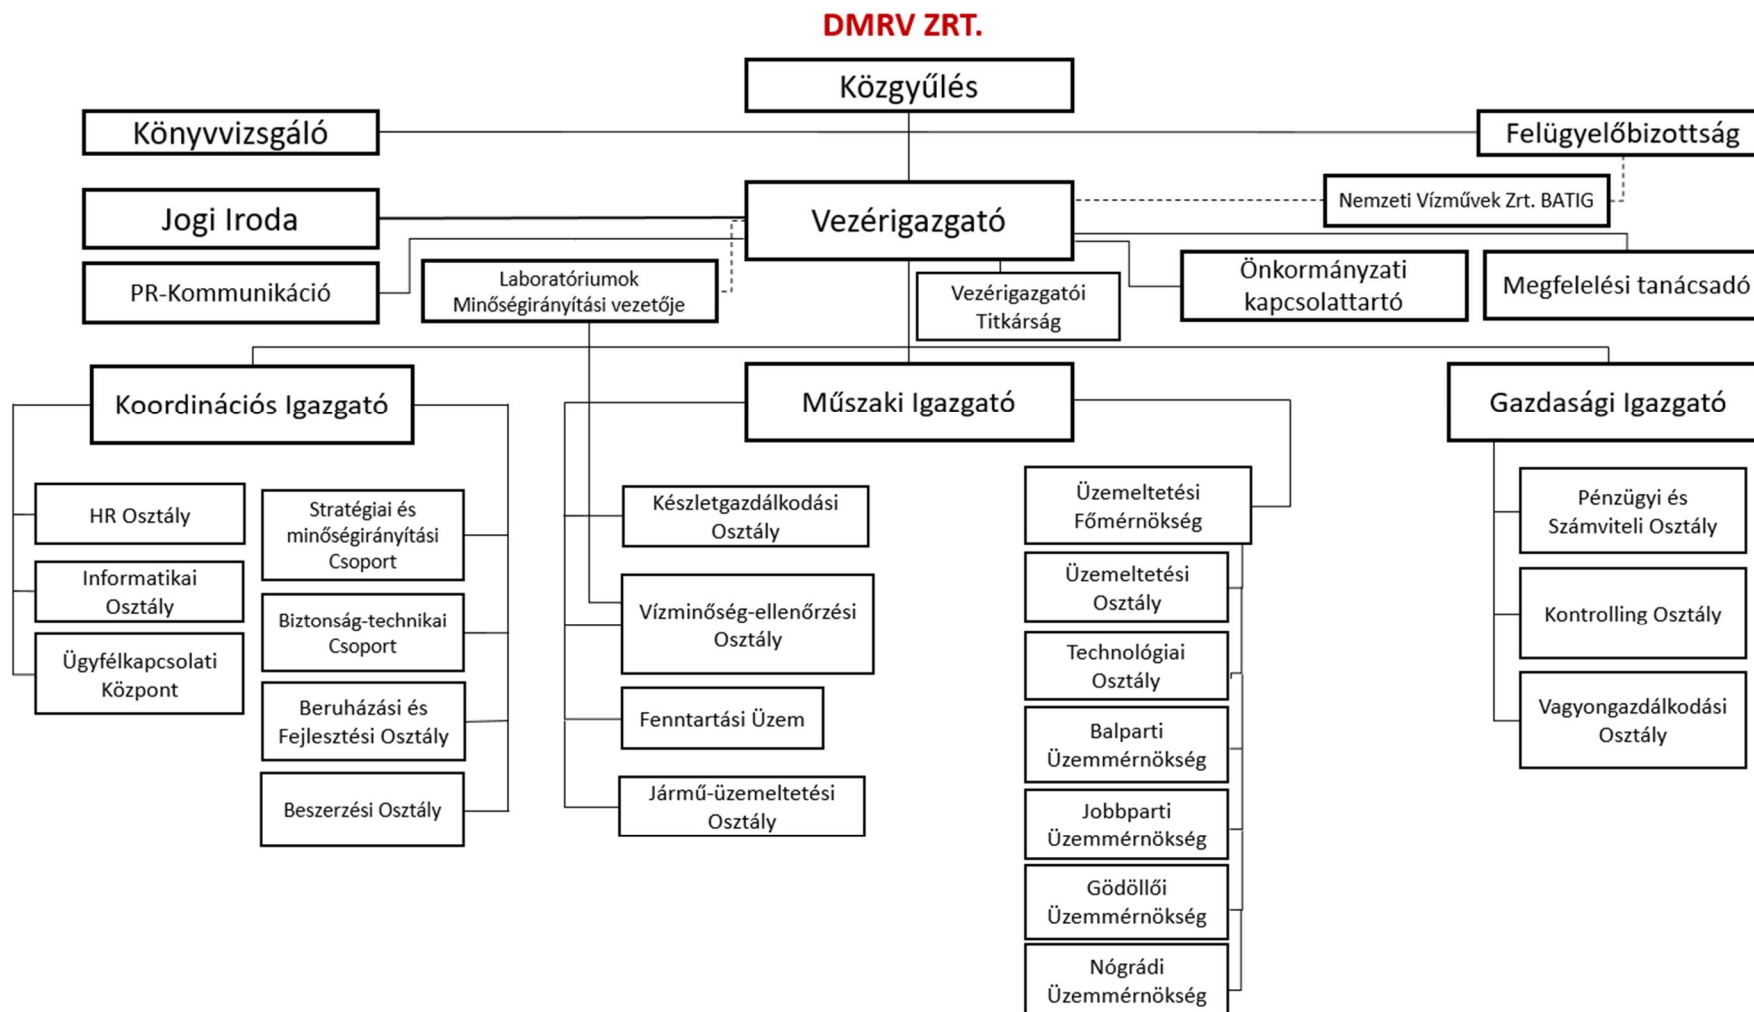 DMRV ZRT.
Közgyűlés
Könyvvizsgáló
Felügyelőbizottság
Jogi Iroda
Vezérigazgató
Nemzeti Vízművek Zrt. BATIG
PR-Kommunikáció
Laboratóriumok
Minőségirányítási vezetője
Vezérigazgatói
Titkárság
Önkormányzati
kapcsolattartó
Megfelelési tanácsadó
Koordinációs Igazgató
Műszaki Igazgató
Gazdasági Igazgató
HR Osztály
Informatikai
Osztály
Ügyfélkapcsolati
Központ
Stratégiai és
minőségirányítási
Csoport
Biztonság-technikai
Csoport
Beruházási és
Fejlesztési Osztály
Beszerzési Osztály
Készletgazdálkodási
Osztály
Vízminőség-ellenőrzési
Osztály
Fenntartási Üzem
Jármű-üzemeltetési
Osztály
Üzemeltetési
Főmérnökség
Üzemeltetési
Osztály
Technológiai
Osztály
Balparti
Üzemmérnökség
Jobbparti
Üzemmérnökség
Gödöllői
Üzemmérnökség
Nógrádi
Üzemmérnökség
Pénzügyi és
Számviteli Osztály
Kontrolling Osztály
Vagyongazdálkodási
Osztály